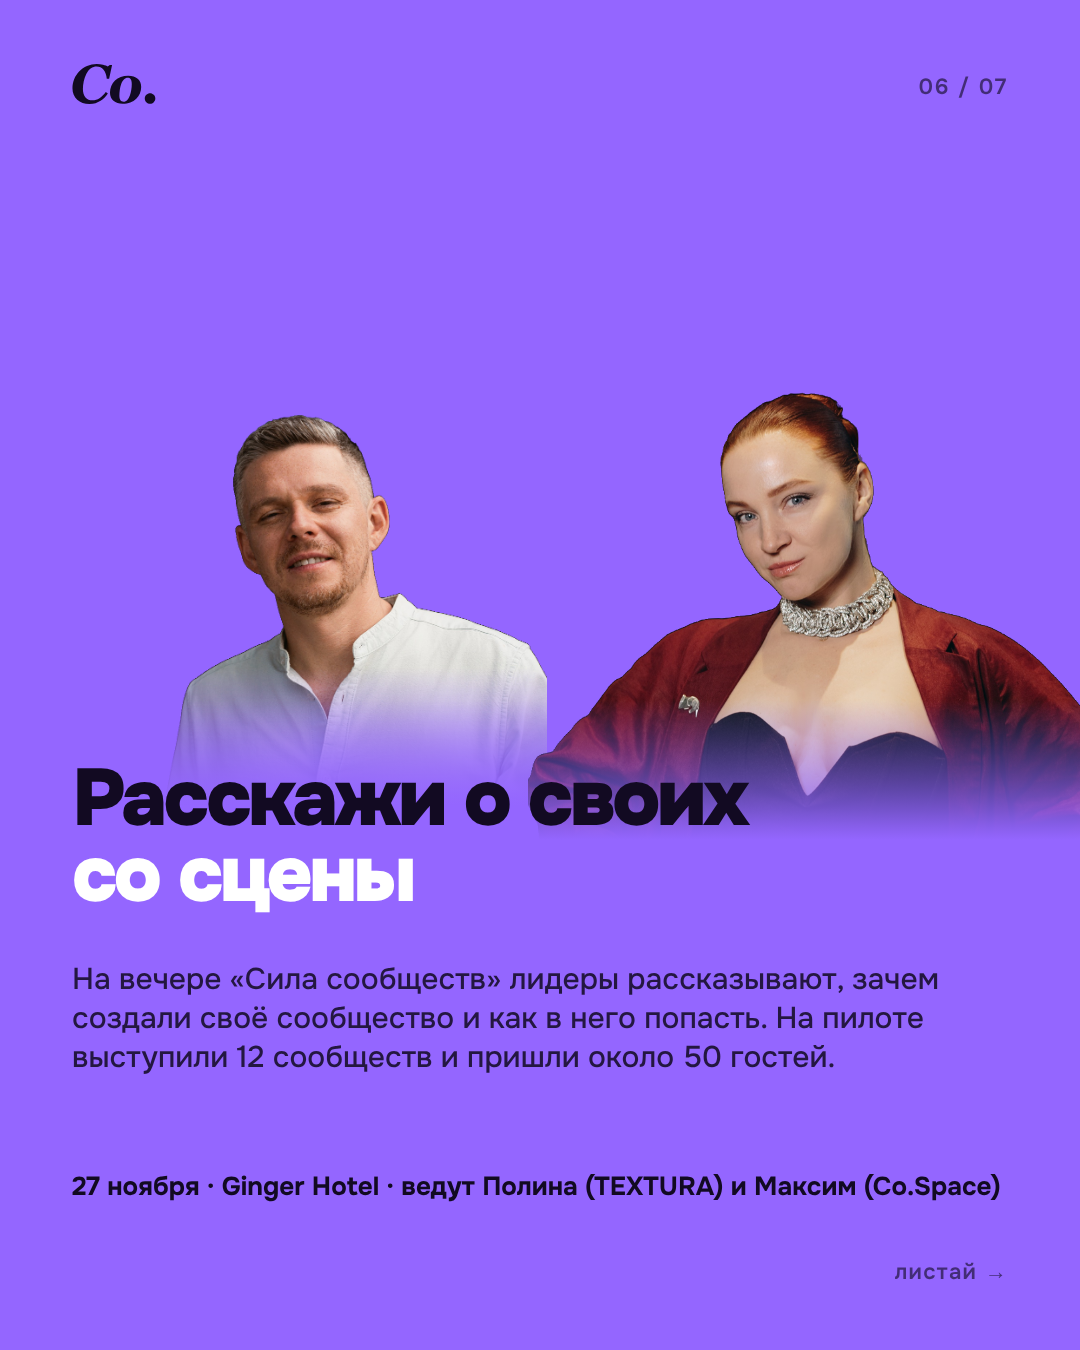 Co.
06 / 07
Расскажи о своих
со сцены
На вечере «Сила сообществ» лидеры рассказывают, зачем
создали своё сообщество и как в него попасть. На пилоте
выступили 12 сообществ и пришли около 50 гостей.
27 ноября · Ginger Hotel · ведут Полина (TEXTURA) и Максим (Co.Space)
листай →